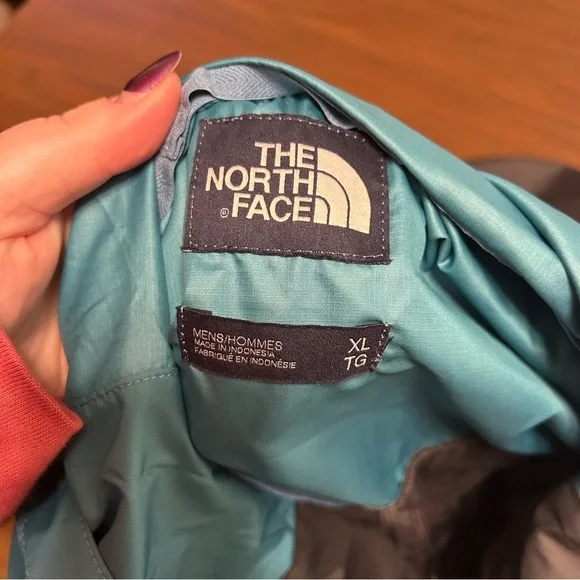 THE
NORTH
FACE
®
MENS/HOMMES
MADE IN INDONESIA
FABRIQUÉ EN INDONÉSIE
XL
TG